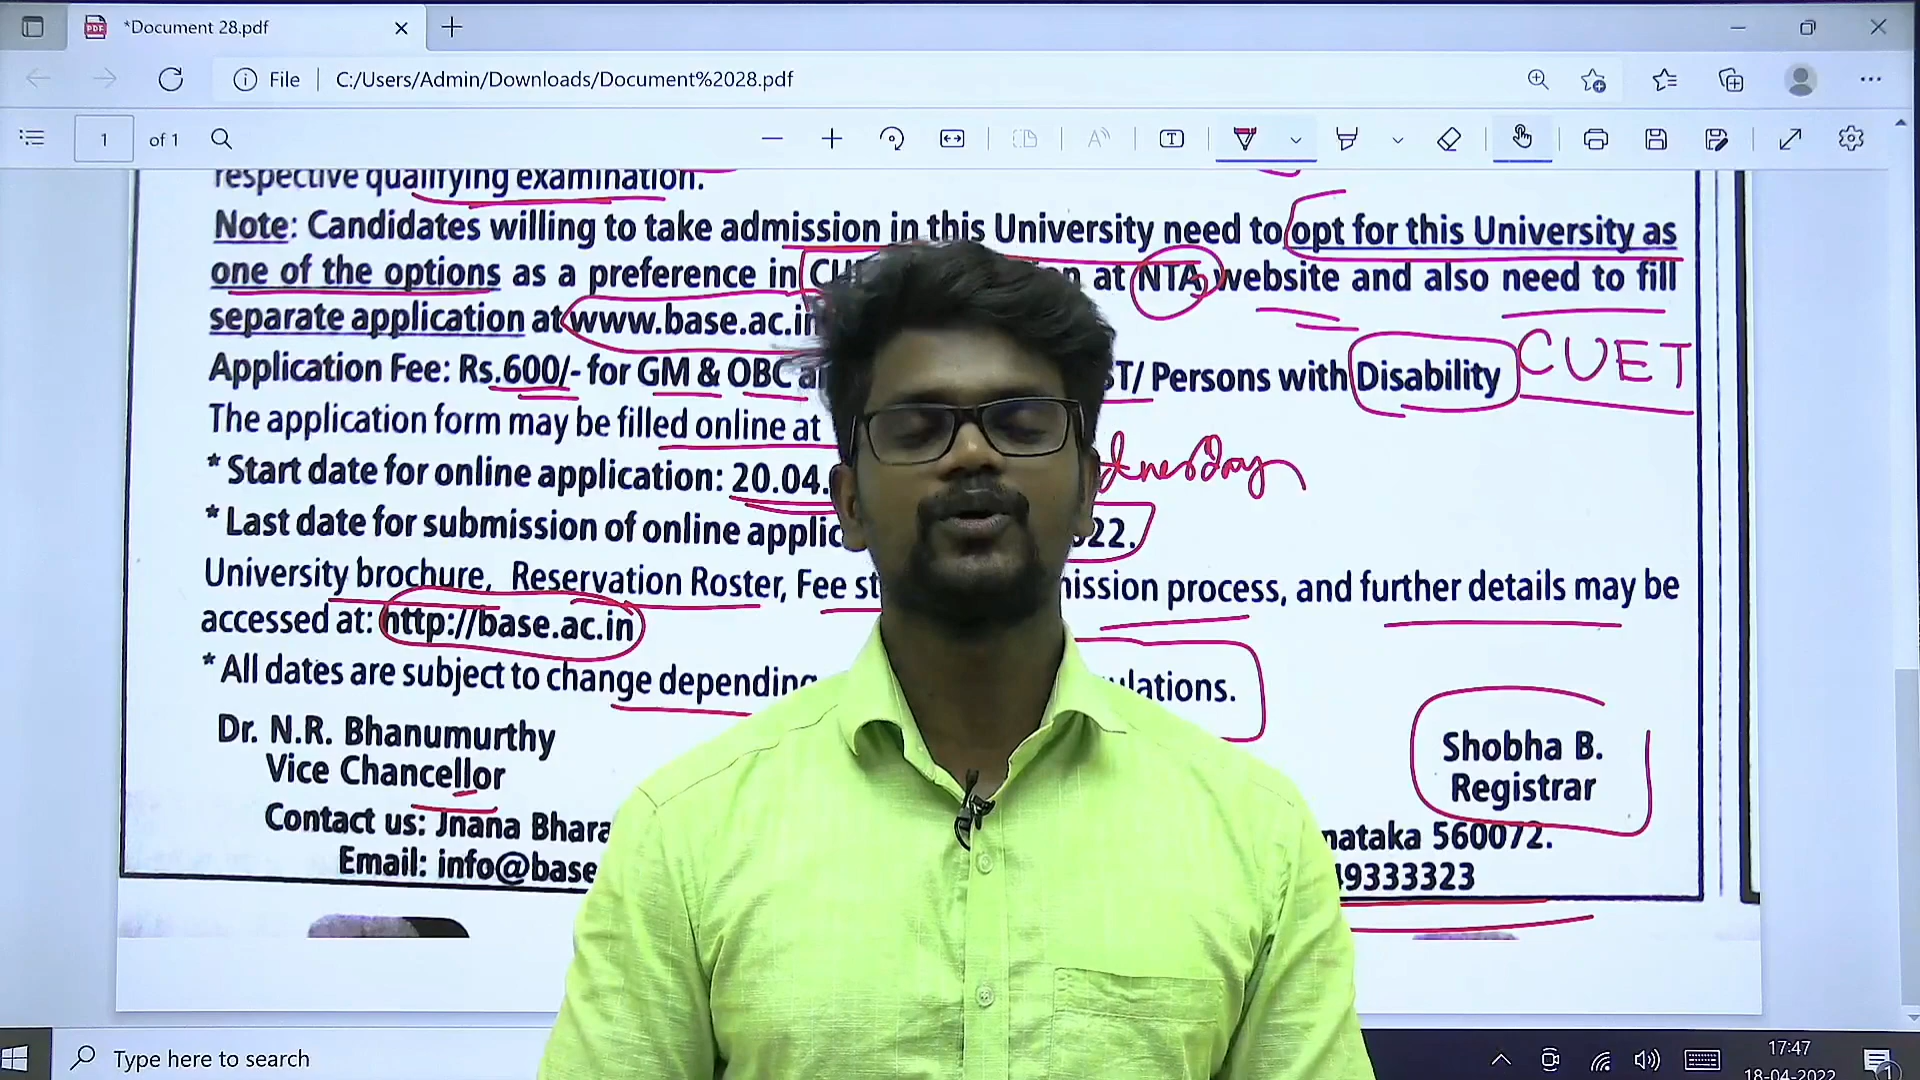 *Document 28.pdf
File
C:/Users/Admin/Downloads/Document%2028.pdf
1 of 1
respective qualifying examination.
Note: Candidates willing to take admission in this University need to opt for this University as
one of the options as a preference in at NTA website and also need to fill
separate application at www.base.ac.in
CUET
Application Fee: Rs.600/- for GM & OBC ST/ Persons with Disability
The application form may be filled online at
* Start date for online application: 20.04.
* Last date for submission of online 22.
University brochure, Reservation Roster, Fee process, and further details may be
accessed at: http://base.ac.in
* All dates are subject to change depending
Dr. N.R. Bhanumurthy
Vice Chancellor
Shobha B.
Registrar
Contact us: Jnana 560072.
Email: info@base 9333323
Type here to search
17:47
18-04-2022